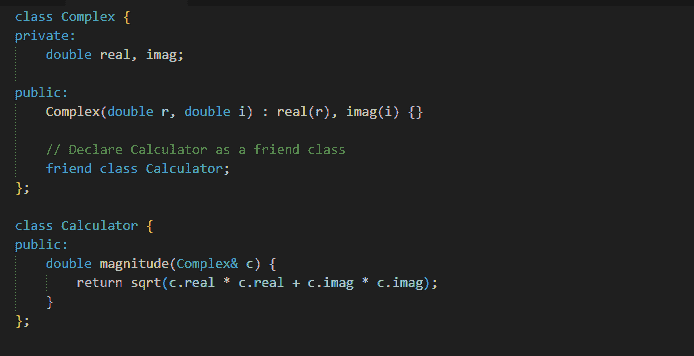 class Complex {
private:
    double real, imag;
public:
    Complex(double r, double i) : real(r), imag(i) {}
    // Declare Calculator as a friend class
    friend class Calculator;
};
class Calculator {
public:
    double magnitude(Complex& c) {
        return sqrt(c.real * c.real + c.imag * c.imag);
    }
};